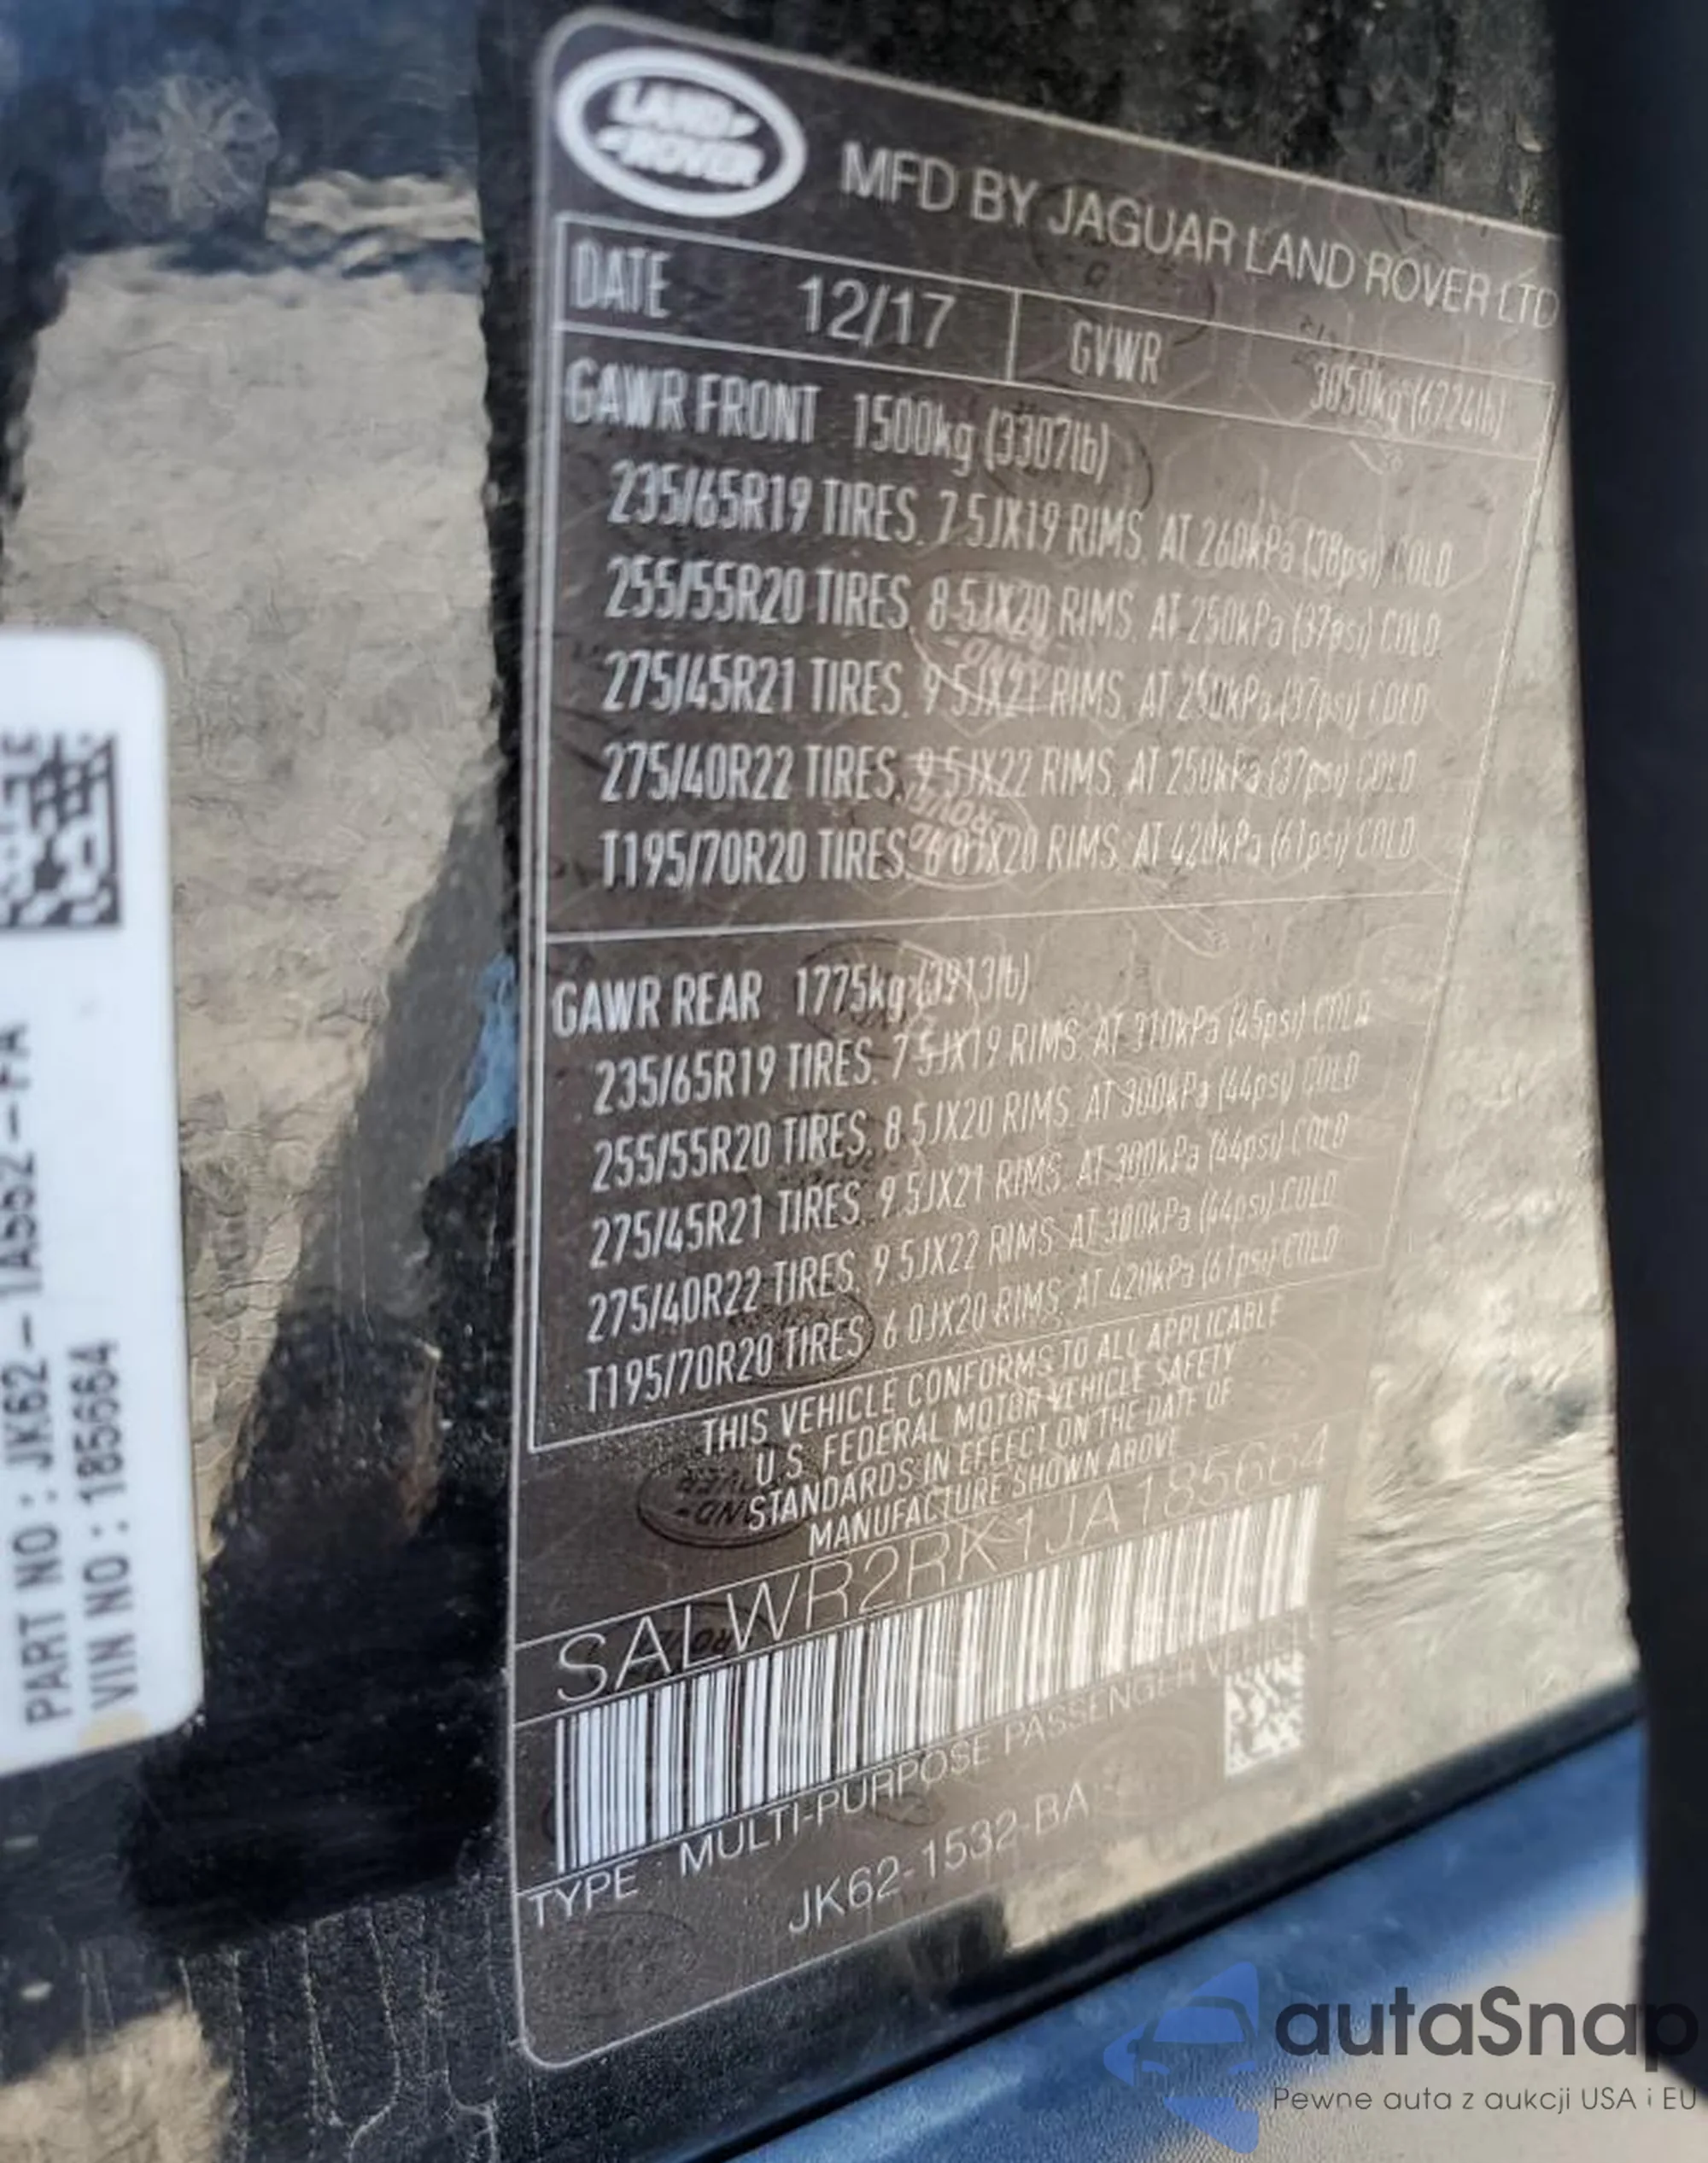 LAND-
-ROVER
MFD BY JAGUAR LAND ROVER LTD
DATE 12/17 GVWR 3050kg (6724lb)
GAWR FRONT 1500kg (3307lb)
235/65R19 TIRES, 7.5JX19 RIMS, AT 260kPa (38psi) COLD
255/55R20 TIRES, 8.5JX20 RIMS, AT 250kPa (37psi) COLD
275/45R21 TIRES, 9.5JX21 RIMS, AT 250kPa (37psi) COLD
275/40R22 TIRES, 9.5JX22 RIMS, AT 250kPa (37psi) COLD
T195/70R20 TIRES, 6.0JX20 RIMS, AT 420kPa (61psi) COLD
GAWR REAR 1775kg (3913lb)
235/65R19 TIRES, 7.5JX19 RIMS, AT 310kPa (45psi) COLD
255/55R20 TIRES, 8.5JX20 RIMS, AT 300kPa (44psi) COLD
275/45R21 TIRES, 9.5JX21 RIMS, AT 300kPa (44psi) COLD
275/40R22 TIRES, 9.5JX22 RIMS, AT 300kPa (44psi) COLD
T195/70R20 TIRES, 6.0JX20 RIMS, AT 420kPa (61psi) COLD
THIS VEHICLE CONFORMS TO ALL APPLICABLE
U.S. FEDERAL MOTOR VEHICLE SAFETY
STANDARDS IN EFFECT ON THE DATE OF
MANUFACTURE SHOWN ABOVE
SALWR2RK1JA185664
TYPE : MULTI-PURPOSE PASSENGER VEHICLE
JK62-1532-BA
PART NO : JK62-1A552-FA
VIN NO : 185664
autaSnap
Pewne auta z aukcji USA i EU